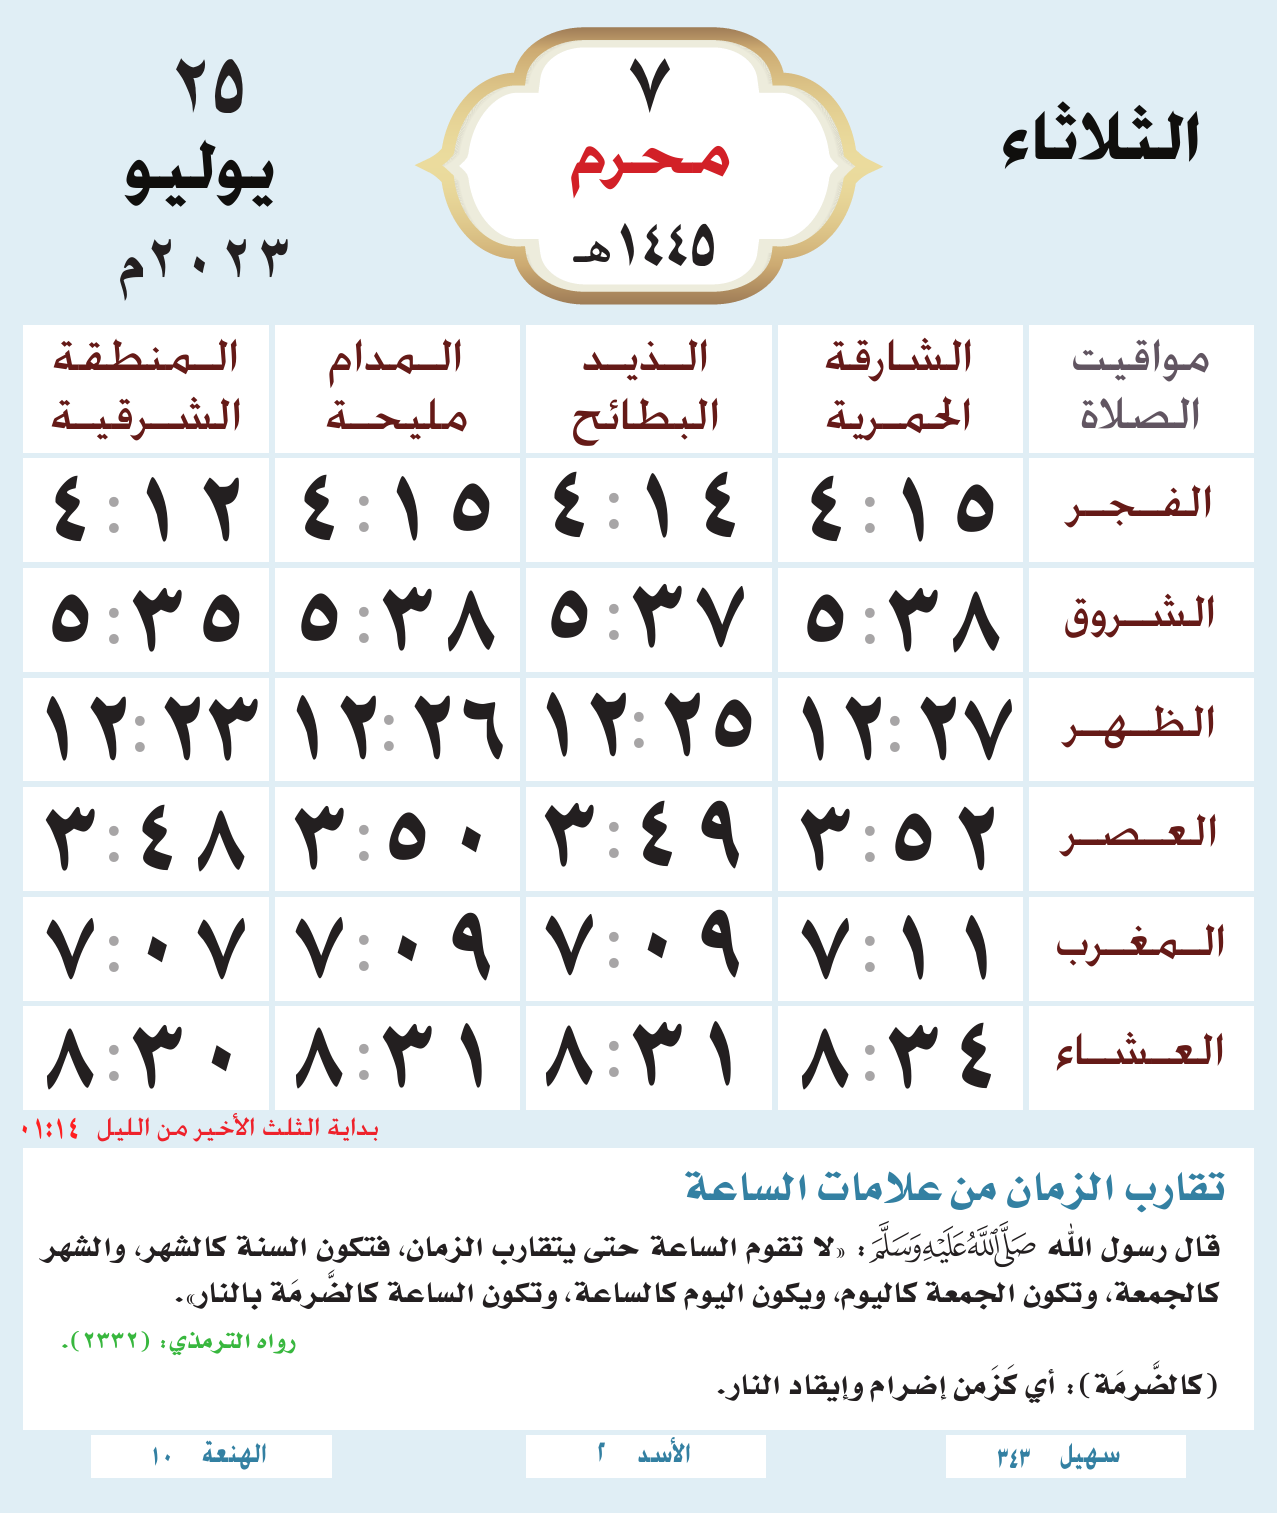 الثلاثاء
٧
محرم
١٤٤٥هـ
٢٥
يوليو
٢٠٢٣م
مواقيت الصلاة	الشارقة الحمرية	الذيد البطائح	المدام مليحة	المنطقة الشرقية
الفجر	٤:١٥	٤:١٤	٤:١٥	٤:١٢
الشروق	٥:٣٨	٥:٣٧	٥:٣٨	٥:٣٥
الظهر	١٢:٢٧	١٢:٢٥	١٢:٢٦	١٢:٢٣
العصر	٣:٥٢	٣:٤٩	٣:٥٠	٣:٤٨
المغرب	٧:١١	٧:٠٩	٧:٠٩	٧:٠٧
العشاء	٨:٣٤	٨:٣١	٨:٣١	٨:٣٠
بداية الثلث الأخير من الليل ٠١:١٤
تقارب الزمان من علامات الساعة
قال رسول الله صَلَّى اللَّهُ عَلَيْهِ وَسَلَّمَ: «لا تقوم الساعة حتى يتقارب الزمان، فتكون السنة كالشهر، والشهر
كالجمعة، وتكون الجمعة كاليوم، ويكون اليوم كالساعة، وتكون الساعة كالضَّرمَة بالنار».
رواه الترمذي: (٢٣٣٢).
(كالضَّرمَة): أي كَزَمن إضرام وإيقاد النار.
سهيل ٣٤٣
الأسد ٢
الهنعة ١٠